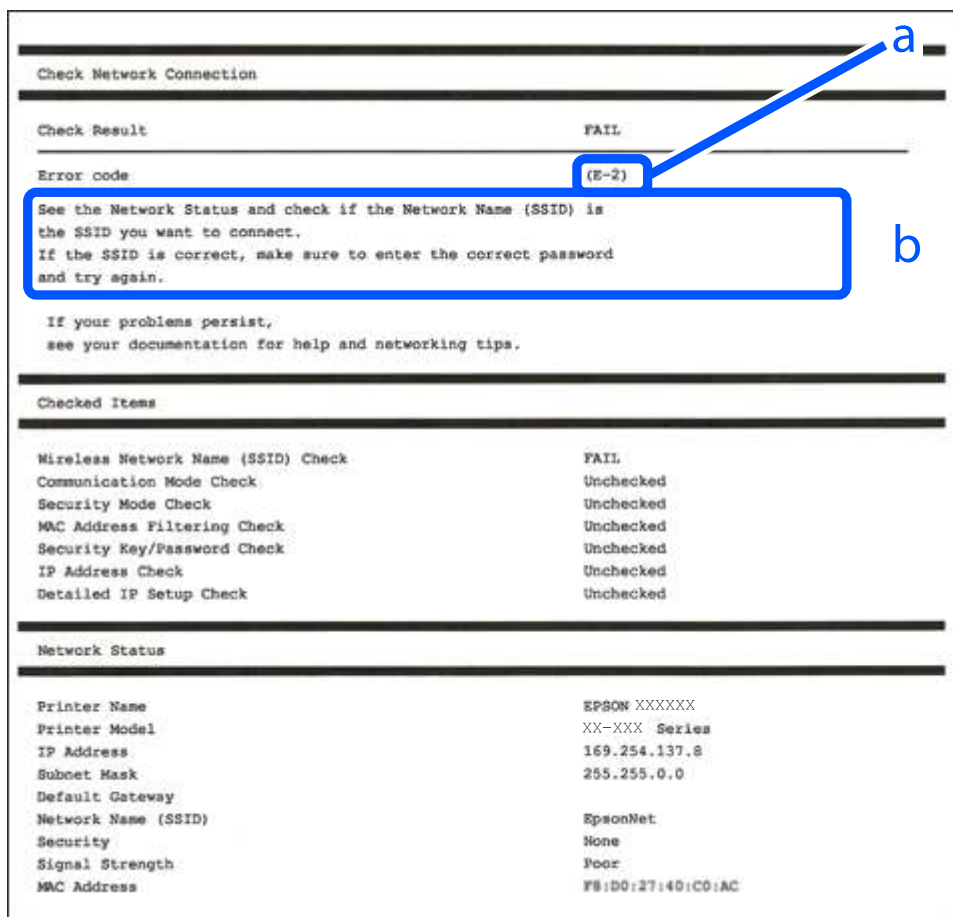 a
Check Network Connection
Check Result FAIL
Error code (E-2)
See the Network Status and check if the Network Name (SSID) is
the SSID you want to connect.
If the SSID is correct, make sure to enter the correct password
and try again.
b
If your problems persist,
see your documentation for help and networking tips.
Checked Items
Wireless Network Name (SSID) Check FAIL
Communication Mode Check Unchecked
Security Mode Check Unchecked
MAC Address Filtering Check Unchecked
Security Key/Password Check Unchecked
IP Address Check Unchecked
Detailed IP Setup Check Unchecked
Network Status
Printer Name EPSON XXXXXX
Printer Model XX-XXX Series
IP Address 169.254.137.8
Subnet Mask 255.255.0.0
Default Gateway
Network Name (SSID) EpsonNet
Security None
Signal Strength Poor
MAC Address F8:D0:27:40:C0:AC